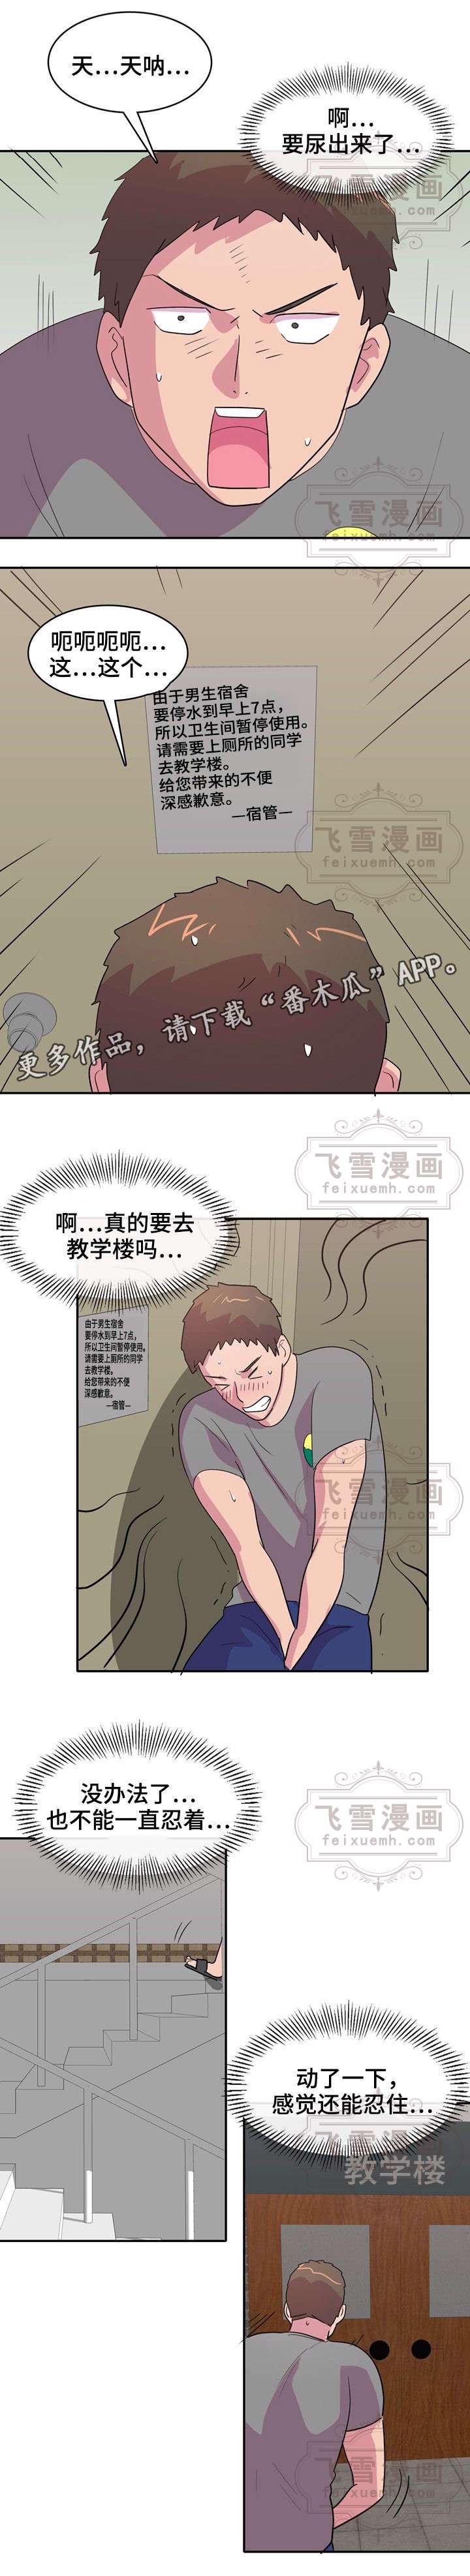 天...天呐...
啊...
要尿出来了...
飞雪漫画
feixuemh.com
飞雪漫画
feixuemh.com
呃呃呃呃...
这...这个...
由于男生宿舍
要停水到早上7点，
所以卫生间暂停使用。
请需要上厕所的同学
去教学楼。
给您带来的不便
深感歉意。
—宿管—
飞雪漫画
feixuemh.com
更多作品，请下载“番木瓜”APP。
飞雪漫画
feixuemh.com
啊...真的要去
教学楼吗...
由于男生宿舍
要停水到早上7点，
所以卫生间暂停使用。
请需要上厕所的同学
去教学楼。
给您带来的不便
深感歉意。
—宿管—
飞雪漫画
feixuemh.com
没办法了...
也不能一直忍着...
飞雪漫画
feixuemh.com
动了一下，
感觉还能忍住...
飞雪漫画
教学楼
飞雪漫画
feixuemh.com